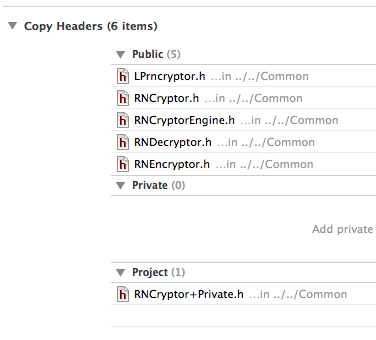 Copy Headers (6 items)
Public (5)
LPrncryptor.h ...in ../../Common
RNCryptor.h ...in ../../Common
RNCryptorEngine.h ...in ../../Common
RNDecryptor.h ...in ../../Common
RNEncryptor.h ...in ../../Common
Private (0)
Add private
Project (1)
RNCryptor+Private.h ...in ../../Common